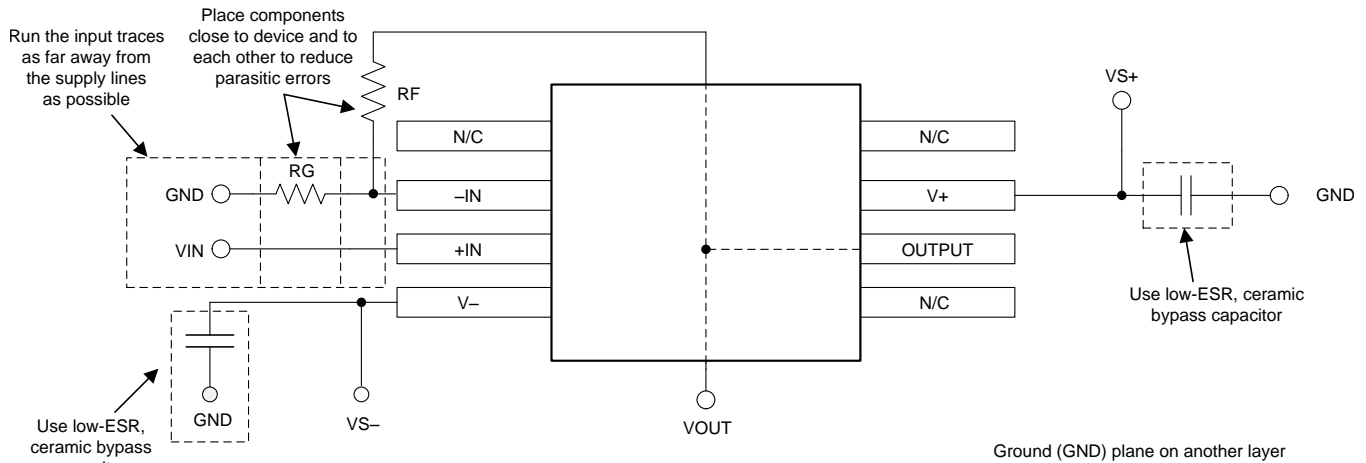 Place components
close to device and to
each other to reduce
parasitic errors
Run the input traces
as far away from
the supply lines
as possible
RF
VS+
N/C
N/C
RG
GND
–IN
V+
GND
VIN
+IN
OUTPUT
V–
N/C
Use low-ESR, ceramic
bypass capacitor
GND
VS–
VOUT
Use low-ESR,
ceramic bypass
Ground (GND) plane on another layer